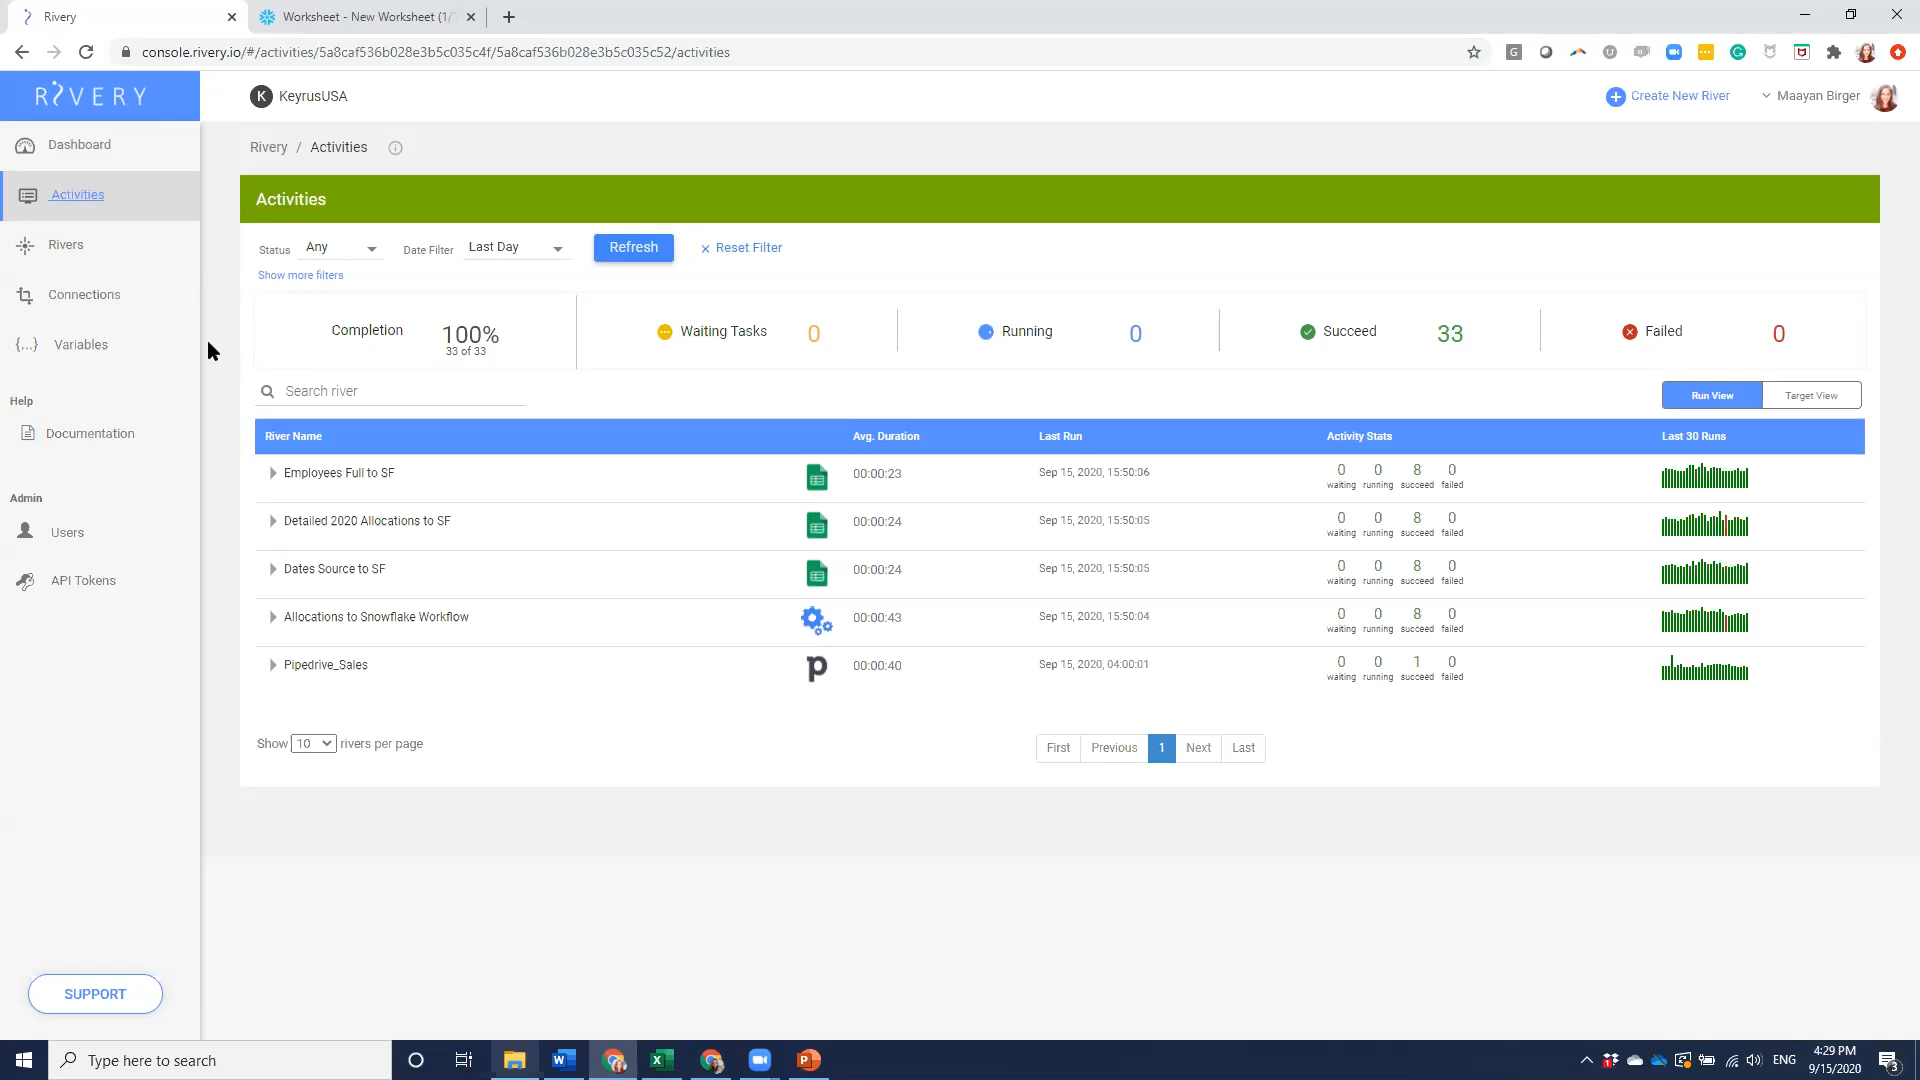 Rivery
Worksheet - New Worksheet (1/
console.rivery.io/#/activities/5a8caf536b028e3b5c035c4f/5a8caf536b028e3b5c035c52/activities
RIVERY
K KeyrusUSA
Create New River
Maayan Birger
Dashboard
Activities
Rivers
Connections
{...} Variables
Help
Documentation
Admin
Users
API Tokens
SUPPORT
Rivery / Activities
Activities
Status Any Date Filter Last Day Refresh × Reset Filter
Show more filters
Completion 100%
33 of 33
Waiting Tasks 0
Running 0
Succeed 33
Failed 0
Search river
Run View Target View
River Name Avg. Duration Last Run Activity Stats Last 30 Runs
Employees Full to SF 00:00:23 Sep 15, 2020, 15:50:06 0 0 8 0
waiting running succeed failed
Detailed 2020 Allocations to SF 00:00:24 Sep 15, 2020, 15:50:05 0 0 8 0
waiting running succeed failed
Dates Source to SF 00:00:24 Sep 15, 2020, 15:50:05 0 0 8 0
waiting running succeed failed
Allocations to Snowflake Workflow 00:00:43 Sep 15, 2020, 15:50:04 0 0 8 0
waiting running succeed failed
Pipedrive_Sales p 00:00:40 Sep 15, 2020, 04:00:01 0 0 1 0
waiting running succeed failed
Show 10 rivers per page
First Previous 1 Next Last
Type here to search
ENG
4:29 PM
9/15/2020
3